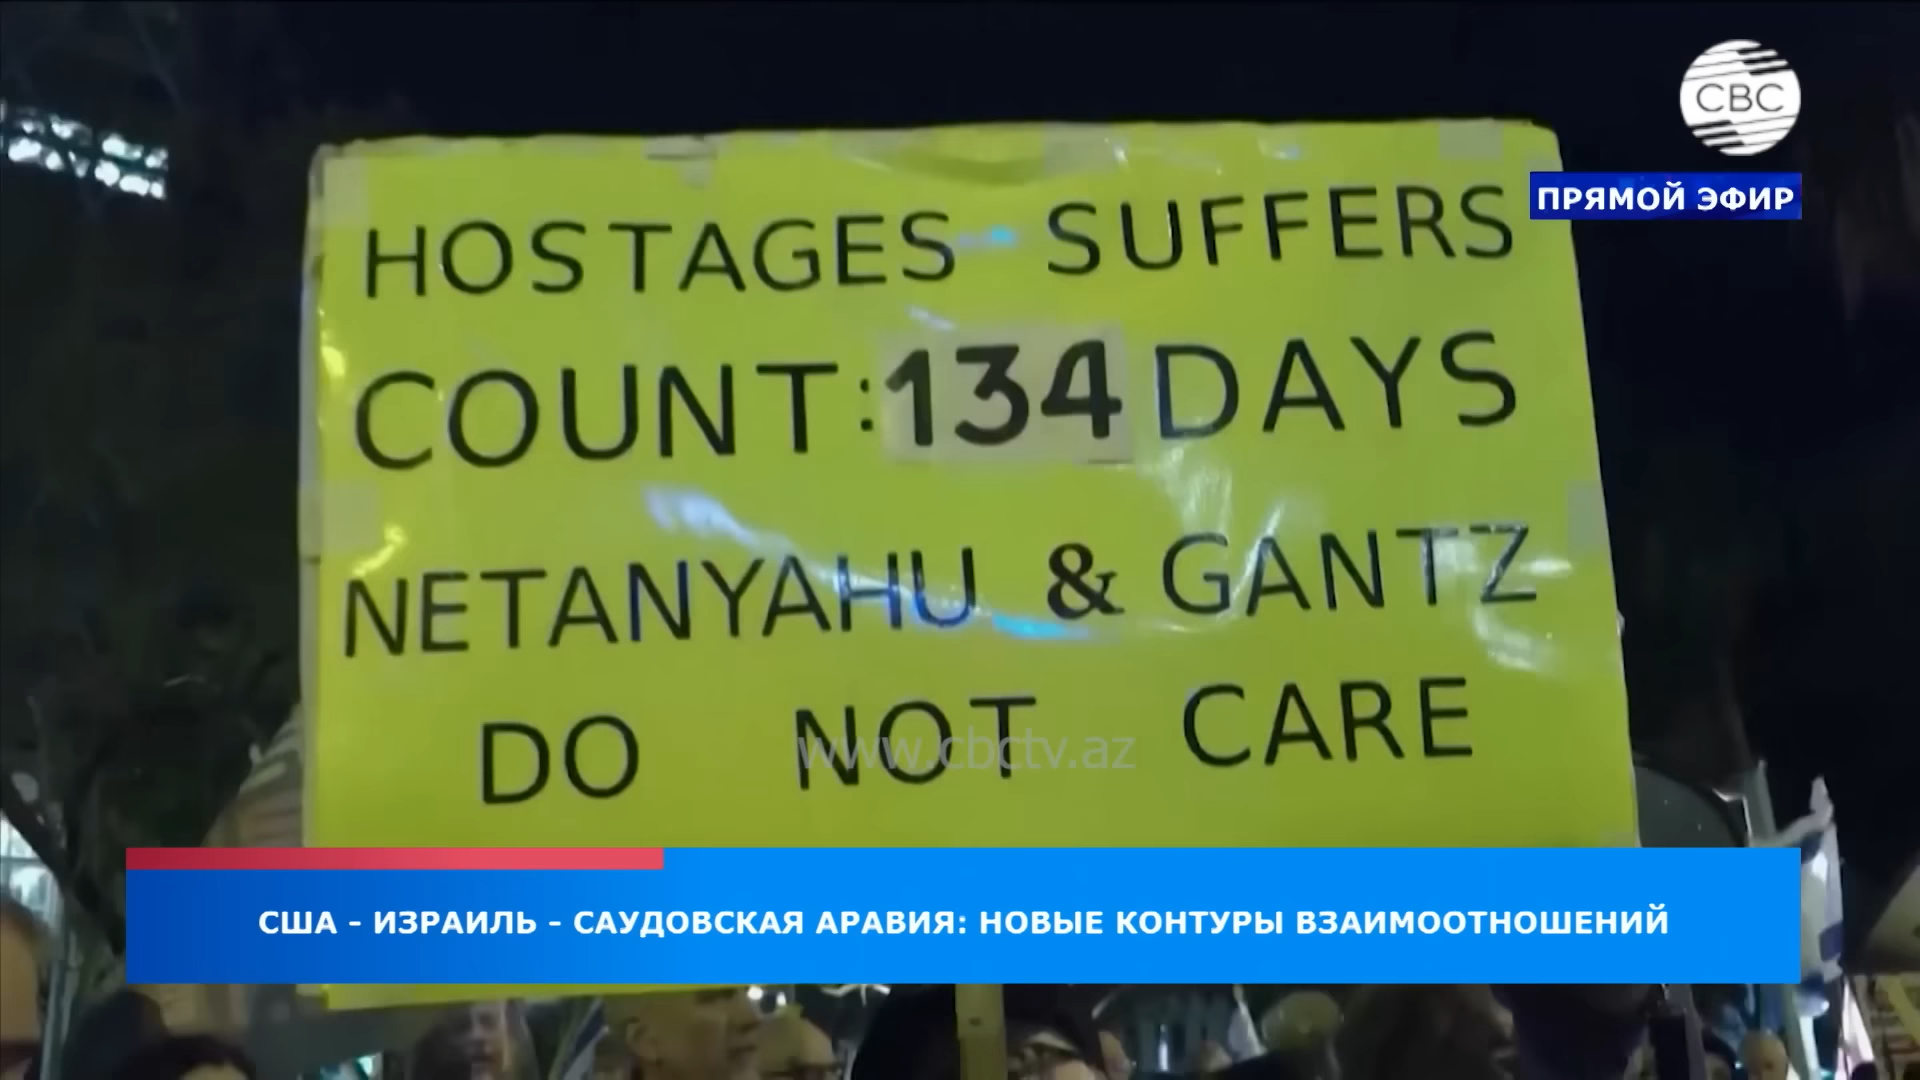 CBC
ПРЯМОЙ ЭФИР
HOSTAGES SUFFERS
COUNT:134 DAYS
NETANYAHU & GANTZ
DO NOT CARE
www.cbctv.az
США - ИЗРАИЛЬ - САУДОВСКАЯ АРАВИЯ: НОВЫЕ КОНТУРЫ ВЗАИМООТНОШЕНИЙ